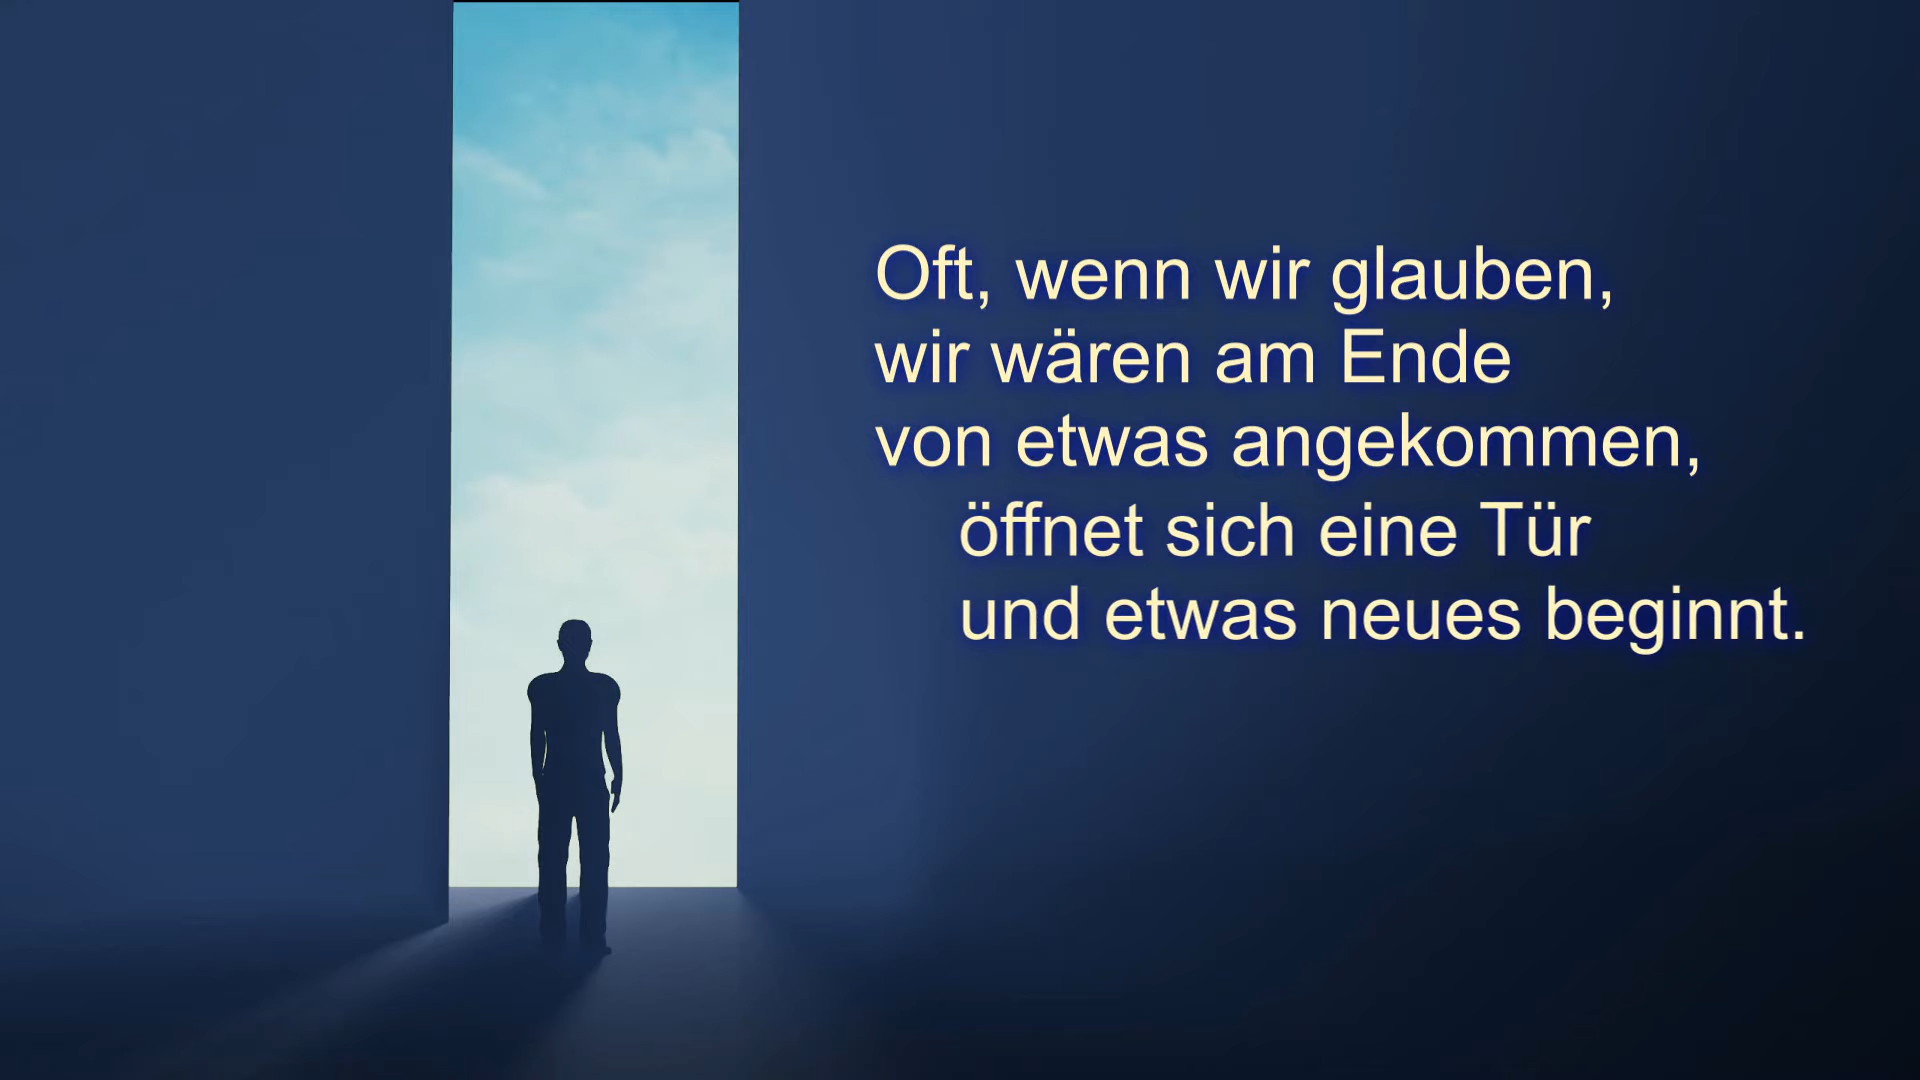 Oft, wenn wir glauben,
wir wären am Ende
von etwas angekommen,
öffnet sich eine Tür
und etwas neues beginnt.